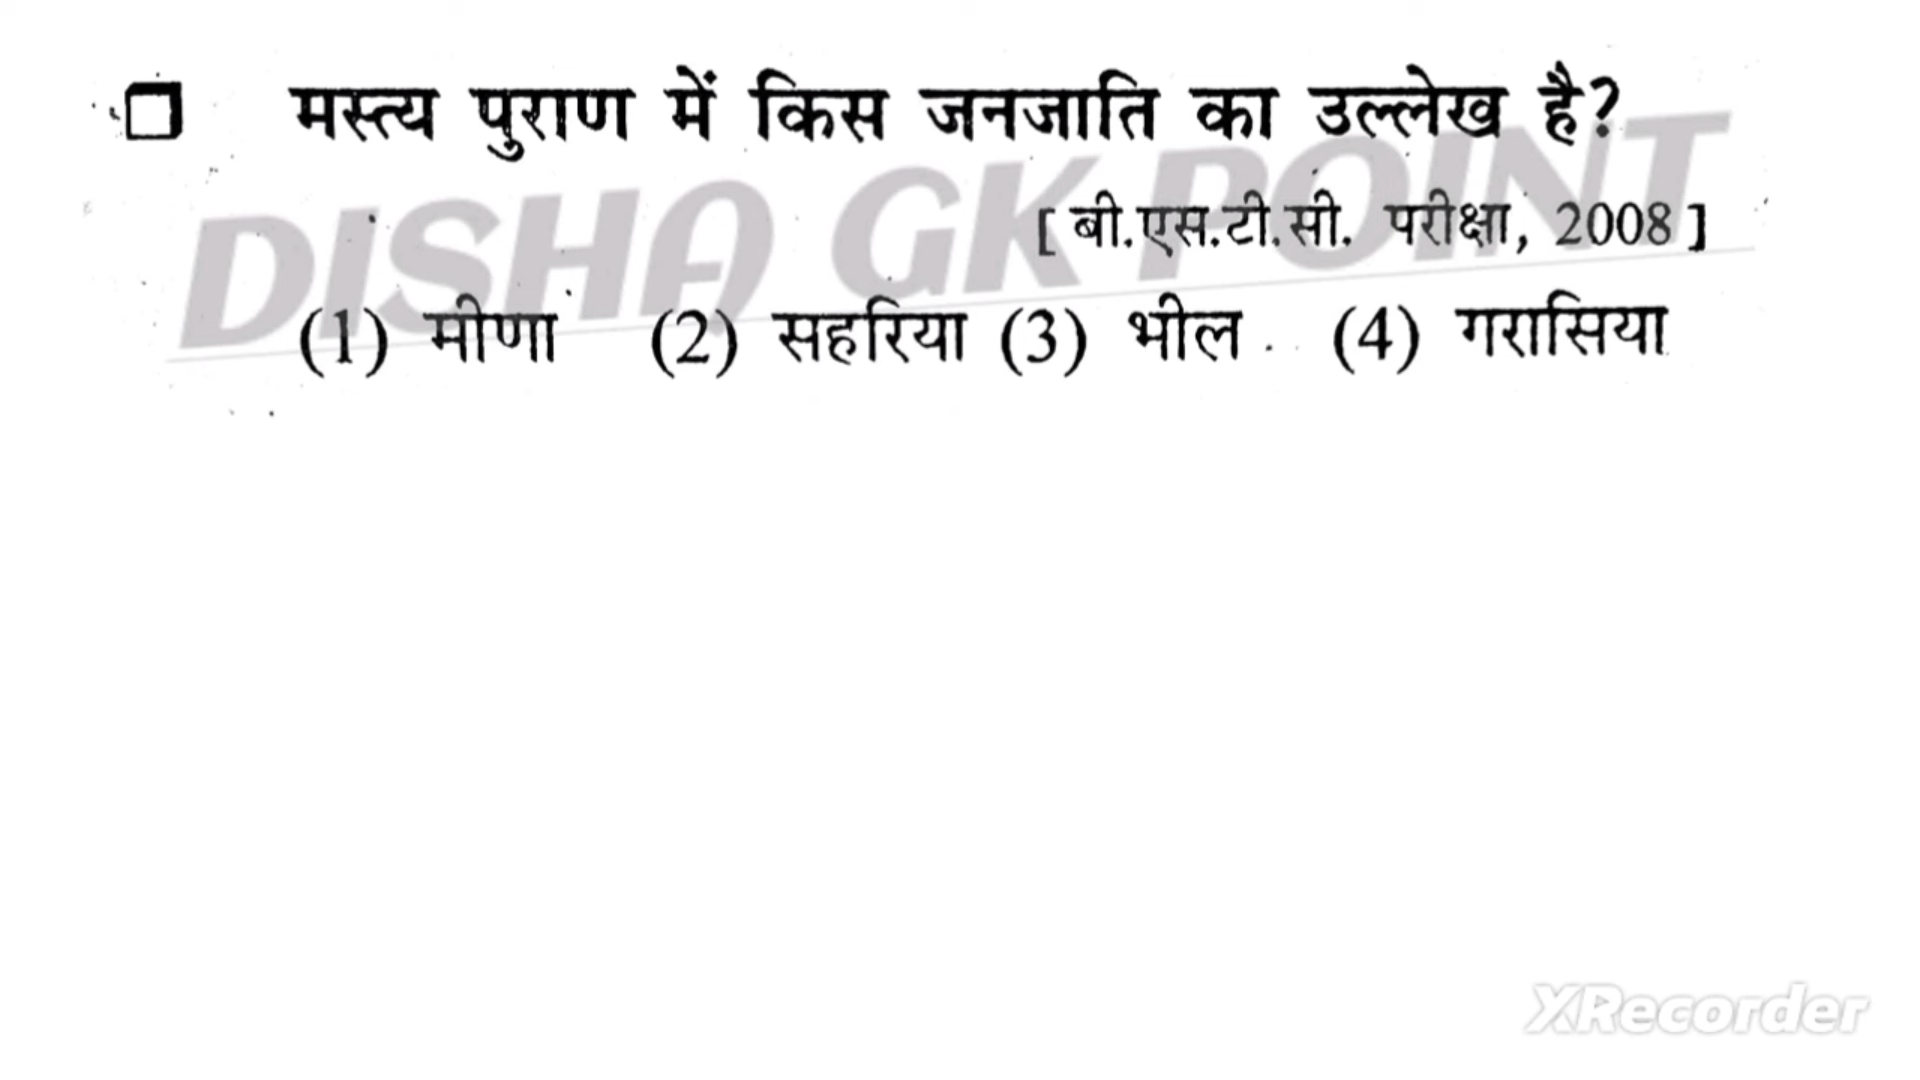 मस्त्य पुराण में किस जनजाति का उल्लेख है?
[ बी.एस.टी.सी. परीक्षा, 2008 ]
DISHA GK POINT
(1) मीणा (2) सहरिया (3) भील (4) गरासिया
XRecorder